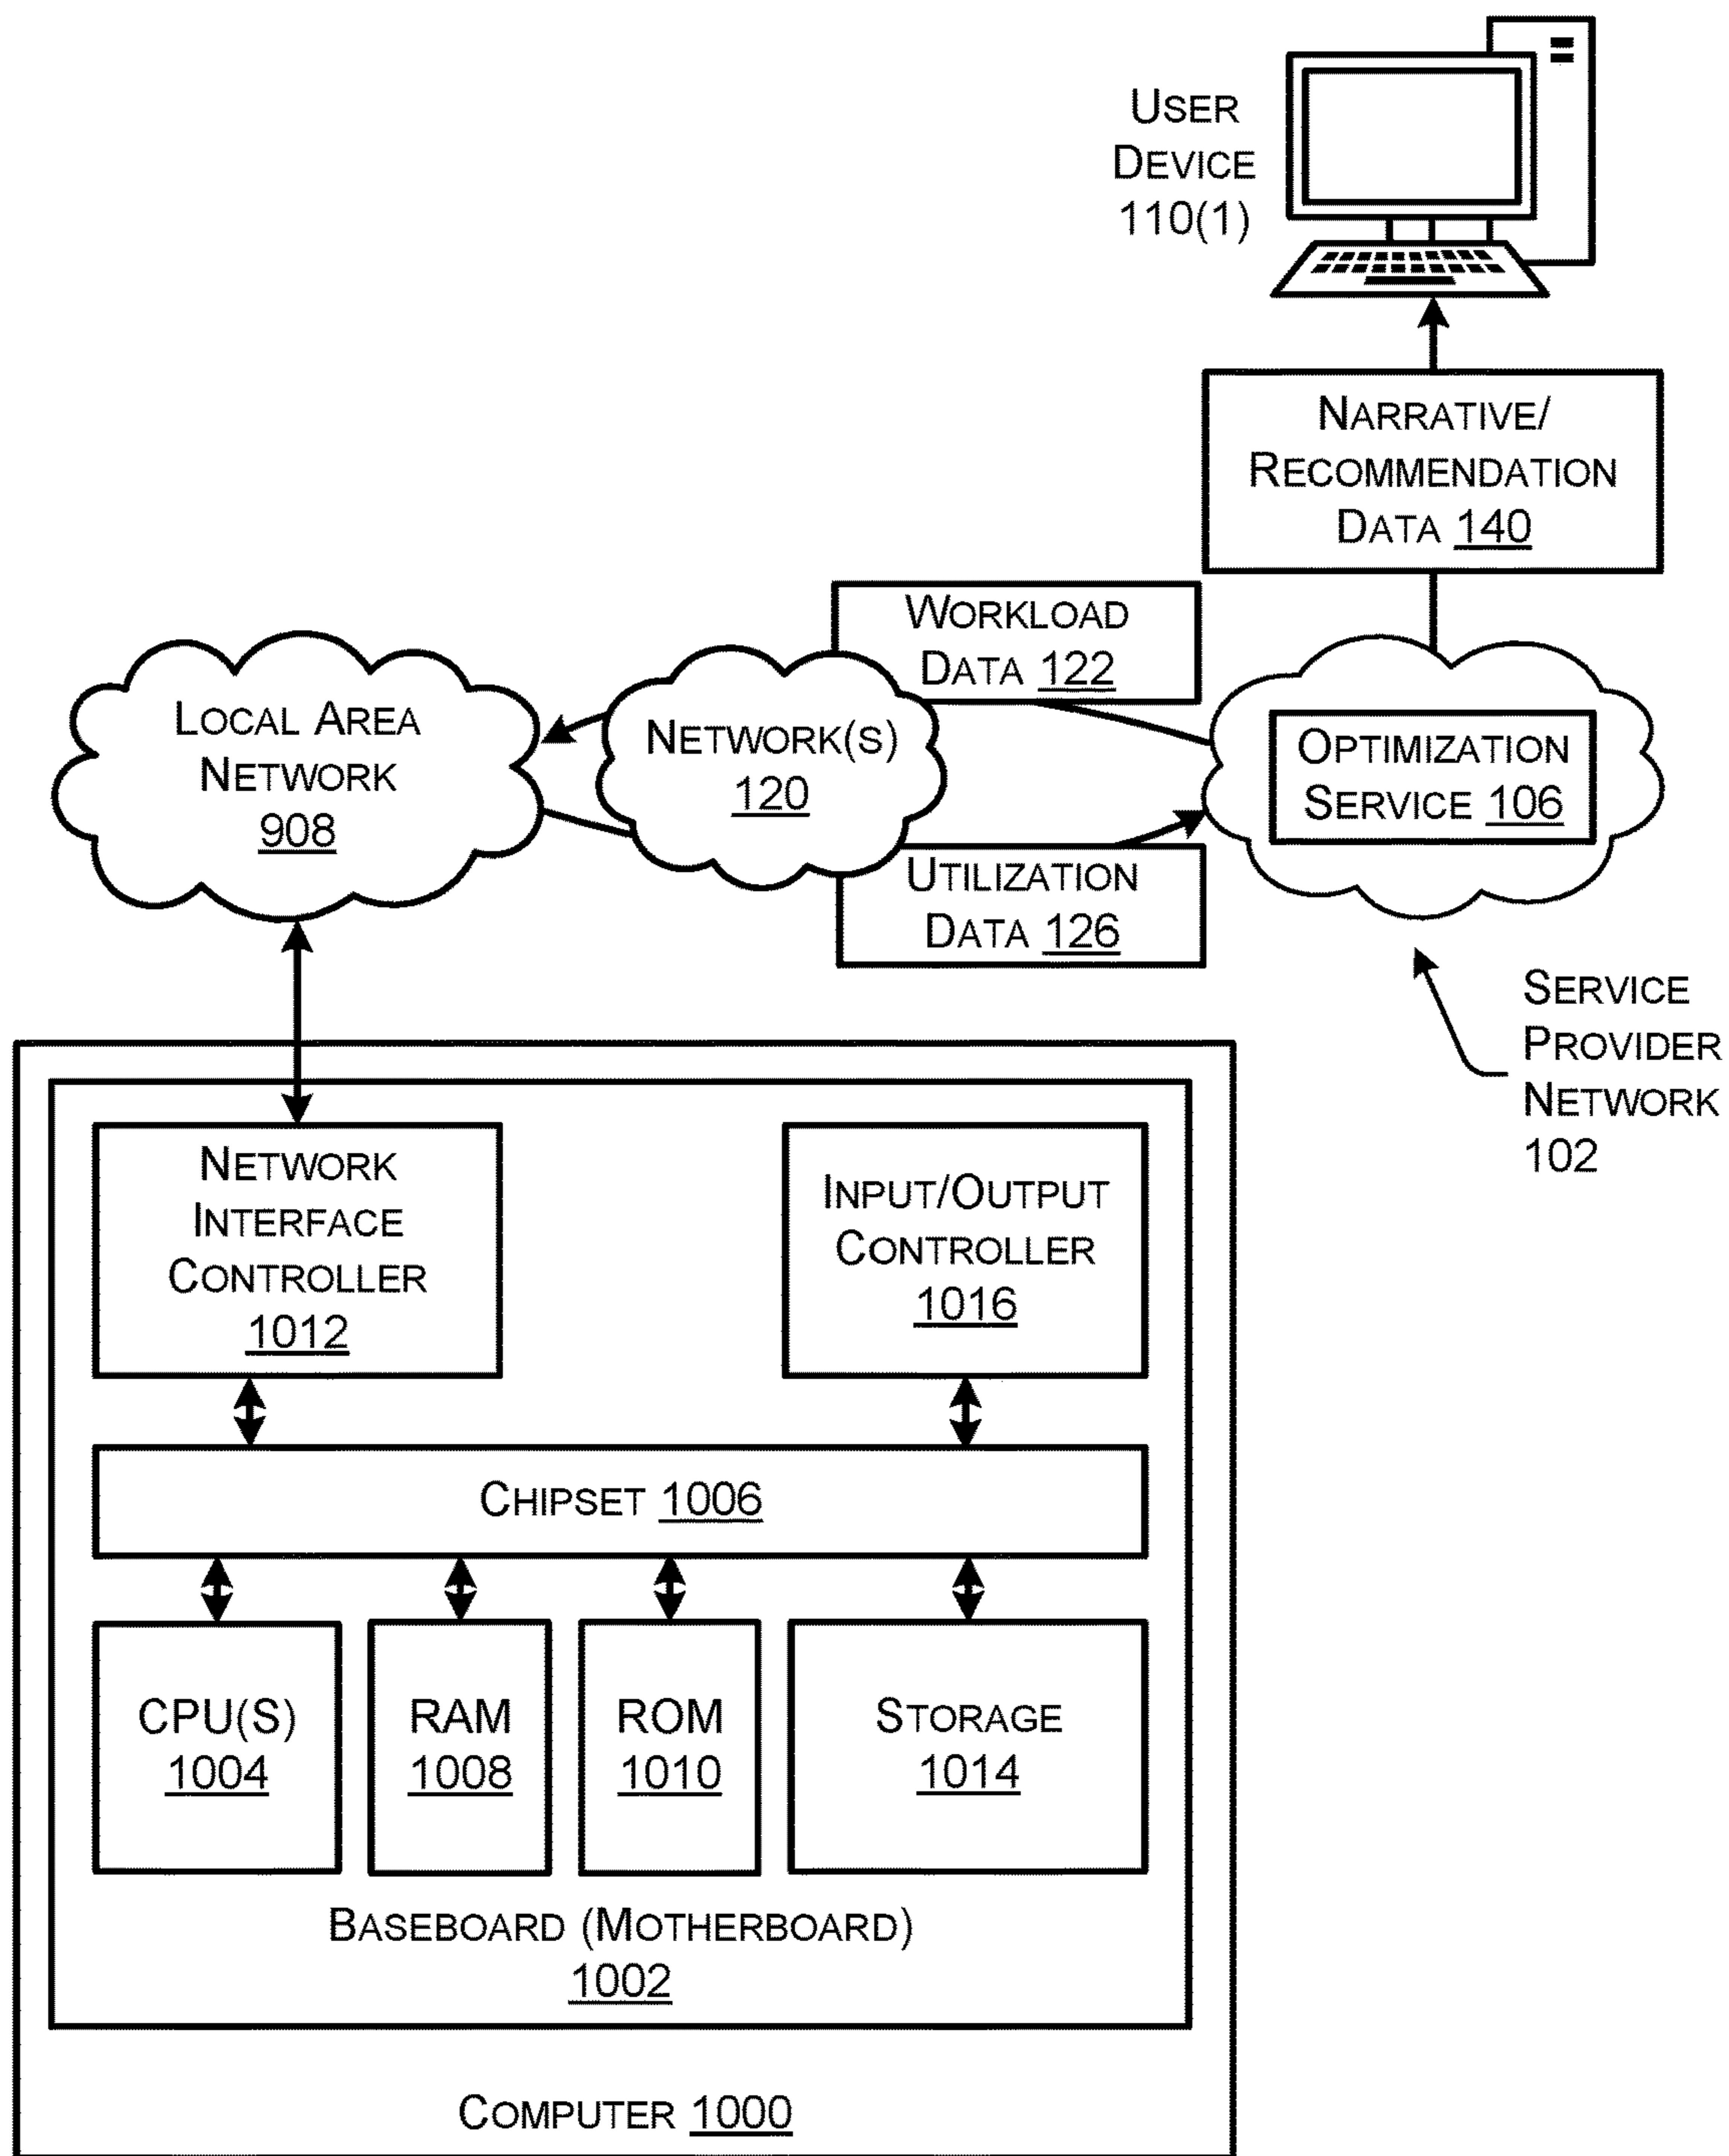 USER
DEVICE
110(1)
NARRATIVE/
RECOMMENDATION
DATA 140
WORKLOAD
DATA 122
LOCAL AREA
NETWORK
908
NETWORK(S)
120
OPTIMIZATION
SERVICE 106
UTILIZATION
DATA 126
SERVICE
PROVIDER
NETWORK
102
NETWORK
INTERFACE
CONTROLLER
1012
INPUT/OUTPUT
CONTROLLER
1016
CHIPSET 1006
CPU(S)
1004
RAM
1008
ROM
1010
STORAGE
1014
BASEBOARD (MOTHERBOARD)
1002
COMPUTER 1000